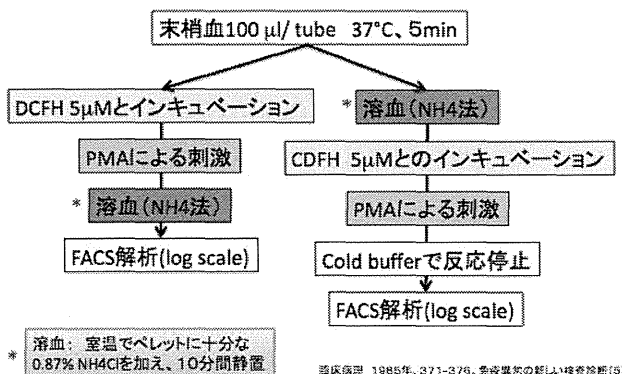 末梢血100 μl/ tube 37°C、5min
DCFH 5μMとインキュベーション
PMAによる刺激
* 溶血(NH4法)
FACS解析(log scale)
* 溶血(NH4法)
CDFH 5μMとのインキュベーション
PMAによる刺激
Cold bufferで反応停止
FACS解析(log scale)
* 溶血: 室温でペレットに十分な
0.87% NH4Clを加え、10分間静置
臨床病理 1985年、371-376、免疫異常の新しい検査診断(5